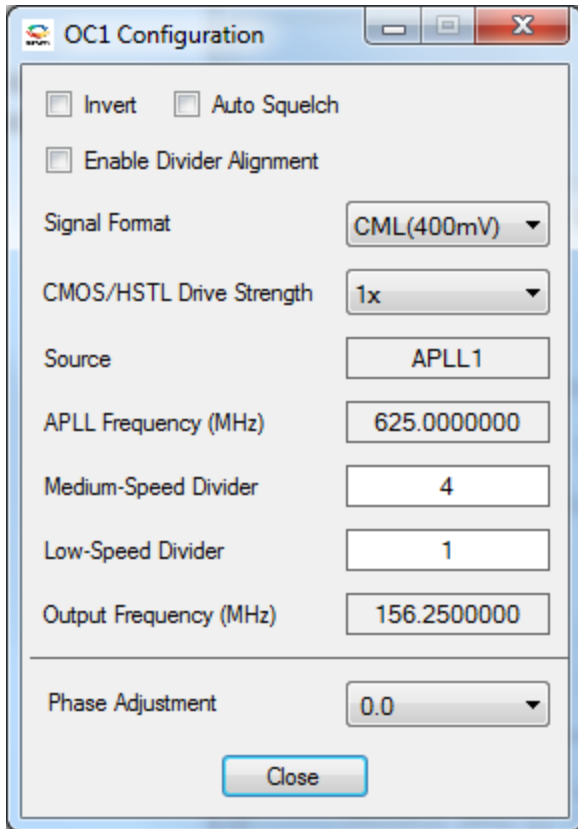 OC1 Configuration
Invert Auto Squelch
Enable Divider Alignment
Signal Format CML(400mV)
CMOS/HSTL Drive Strength 1x
Source APLL1
APLL Frequency (MHz) 625.0000000
Medium-Speed Divider 4
Low-Speed Divider 1
Output Frequency (MHz) 156.2500000
Phase Adjustment 0.0
Close